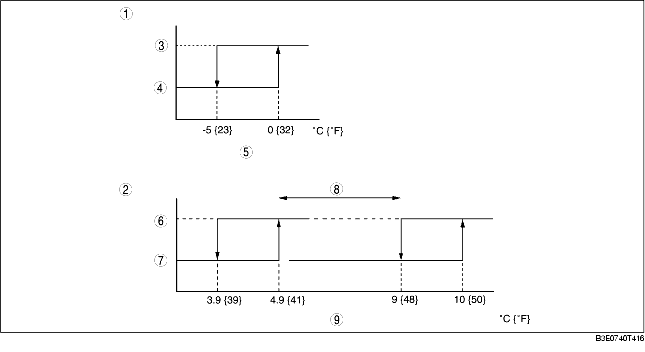 ①
③
④
-5 {23} 0 {32} °C {°F}
⑤
②
⑧
⑥
⑦
3.9 {39} 4.9 {41} 9 {48} 10 {50}
⑨ °C {°F}
B3E0740T416